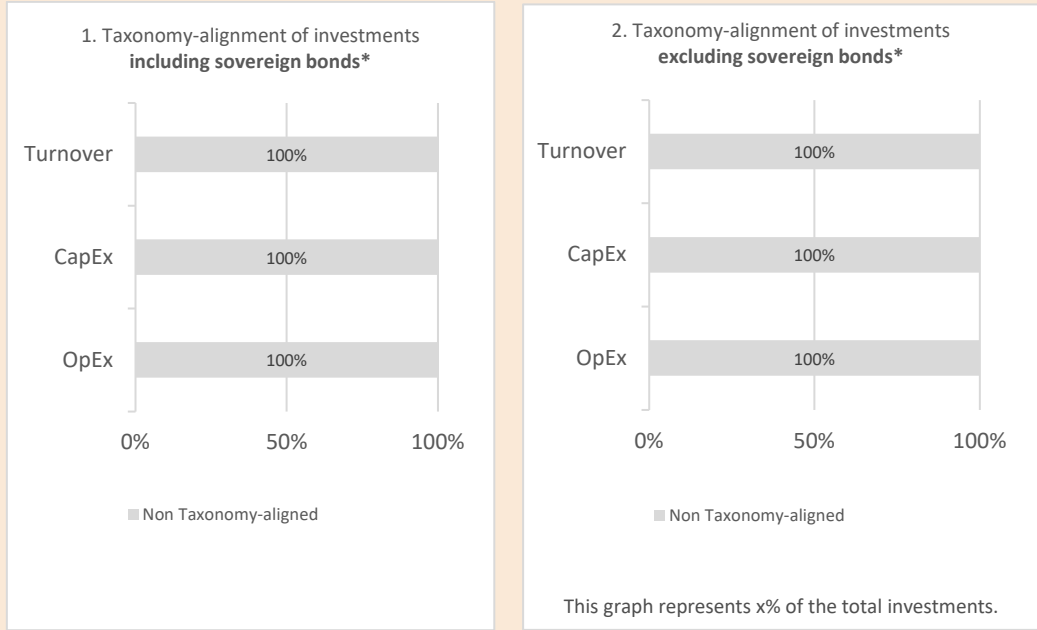 1. Taxonomy-alignment of investments
including sovereign bonds*
Turnover
100%
CapEx
100%
OpEx
100%
0% 50% 100%
Non Taxonomy-aligned
2. Taxonomy-alignment of investments
excluding sovereign bonds*
Turnover
100%
CapEx
100%
OpEx
100%
0% 50% 100%
Non Taxonomy-aligned
This graph represents x% of the total investments.